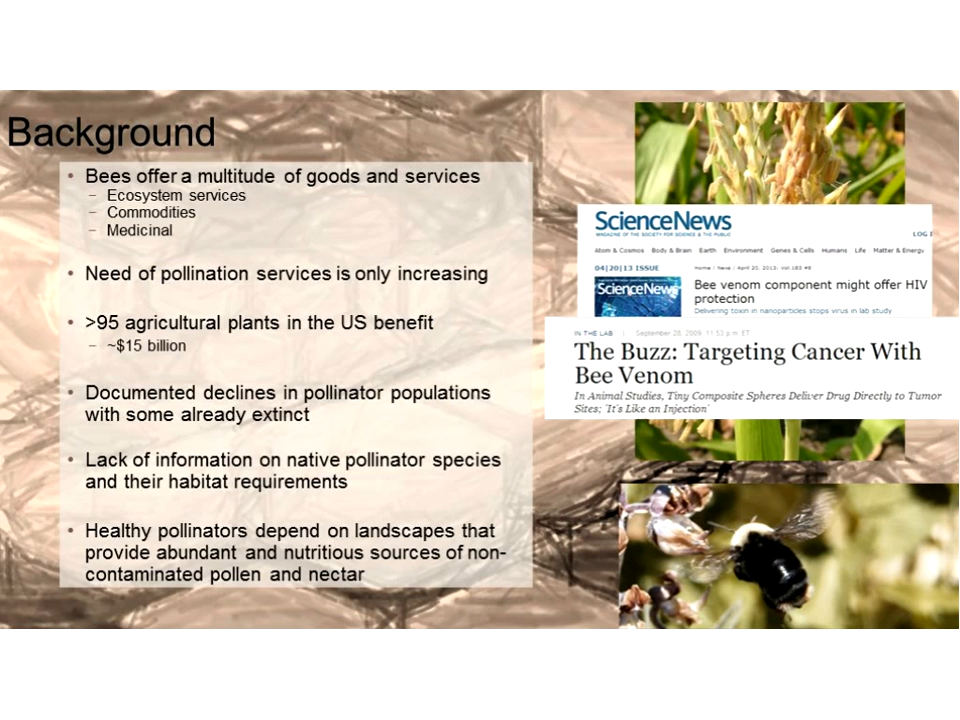 Background
• Bees offer a multitude of goods and services
– Ecosystem services
– Commodities
– Medicinal
• Need of pollination services is only increasing
• >95 agricultural plants in the US benefit
– ~$15 billion
• Documented declines in pollinator populations
with some already extinct
• Lack of information on native pollinator species
and their habitat requirements
• Healthy pollinators depend on landscapes that
provide abundant and nutritious sources of non-
contaminated pollen and nectar
ScienceNews
MAGAZINE OF THE SOCIETY FOR SCIENCE & THE PUBLIC
LOG
Atom & Cosmos Body & Brain Earth Environment Genes & Cells Humans Life Matter & Energy
04|20|13 ISSUE
Home / News / April 20, 2013; Vol.183 #8
ScienceNews
Bee venom component might offer HIV
protection
Delivering toxin in nanoparticles stops virus in lab study
IN THE LAB | September 28, 2009, 11:53 p.m. ET
The Buzz: Targeting Cancer With
Bee Venom
In Animal Studies, Tiny Composite Spheres Deliver Drug Directly to Tumor
Sites; 'It's Like an Injection'